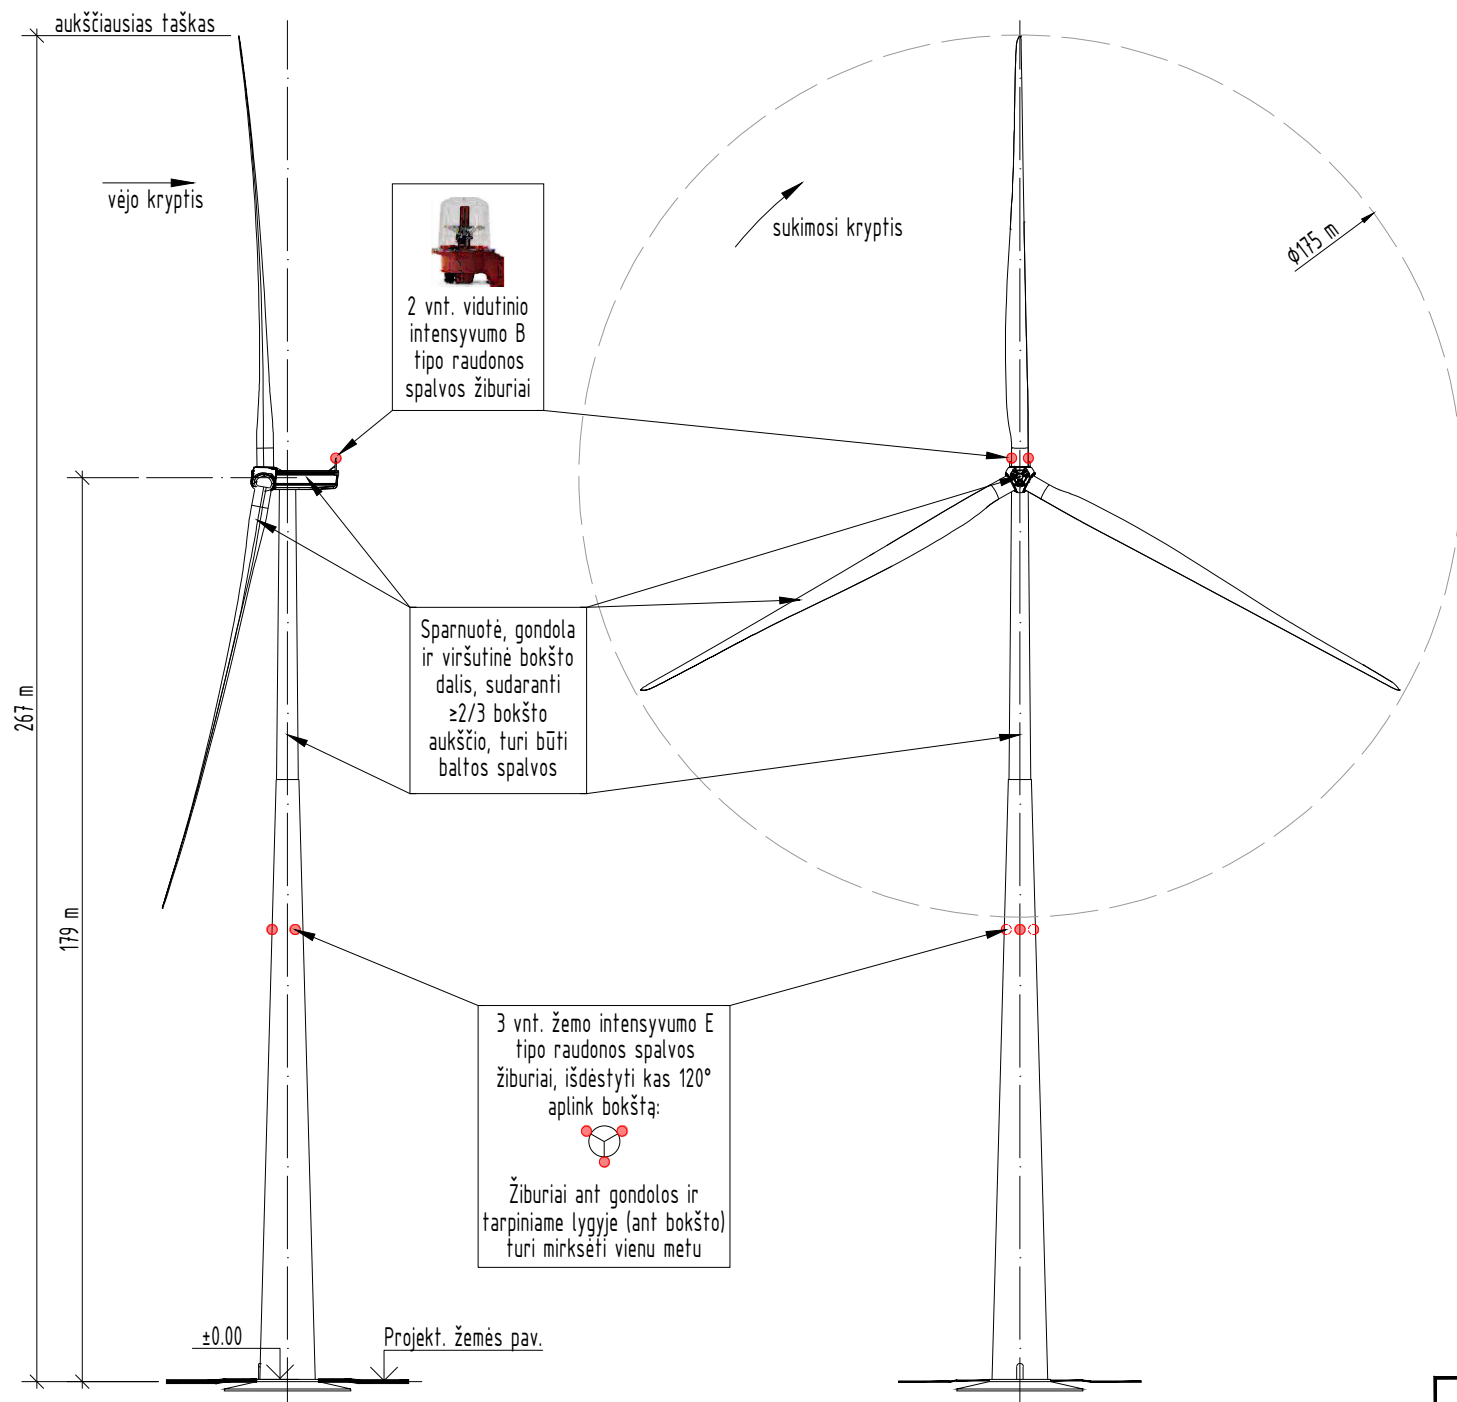 aukščiausias taškas
vėjo kryptis
sukimosi kryptis
Ø175 m
2 vnt. vidutinio
intensyvumo B
tipo raudonos
spalvos žiburiai
267 m
179 m
Sparnuotė, gondola
ir viršutinė bokšto
dalis, sudaranti
≥2/3 bokšto
aukščio, turi būti
baltos spalvos
3 vnt. žemo intensyvumo E
tipo raudonos spalvos
žiburiai, išdėstyti kas 120°
aplink bokštą:
Žiburiai ant gondolos ir
tarpiniame lygyje (ant bokšto)
turi mirksėti vienu metu
±0.00
Projekt. žemės pav.